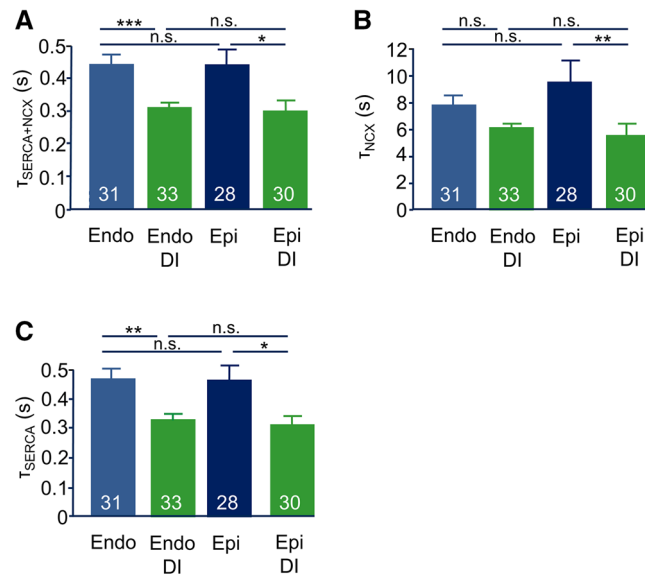 A
*** n.s.
n.s. *
τSERCA+NCX (s)
0.5
0.4
0.3
0.2
0.1
0
31 33 28 30
Endo Endo DI Epi Epi DI
B
n.s. n.s.
n.s. **
τNCX (s)
12
10
8
6
4
2
0
31 33 28 30
Endo Endo DI Epi Epi DI
C
** n.s.
n.s. *
τSERCA (s)
0.5
0.4
0.3
0.2
0.1
0
31 33 28 30
Endo Endo DI Epi Epi DI